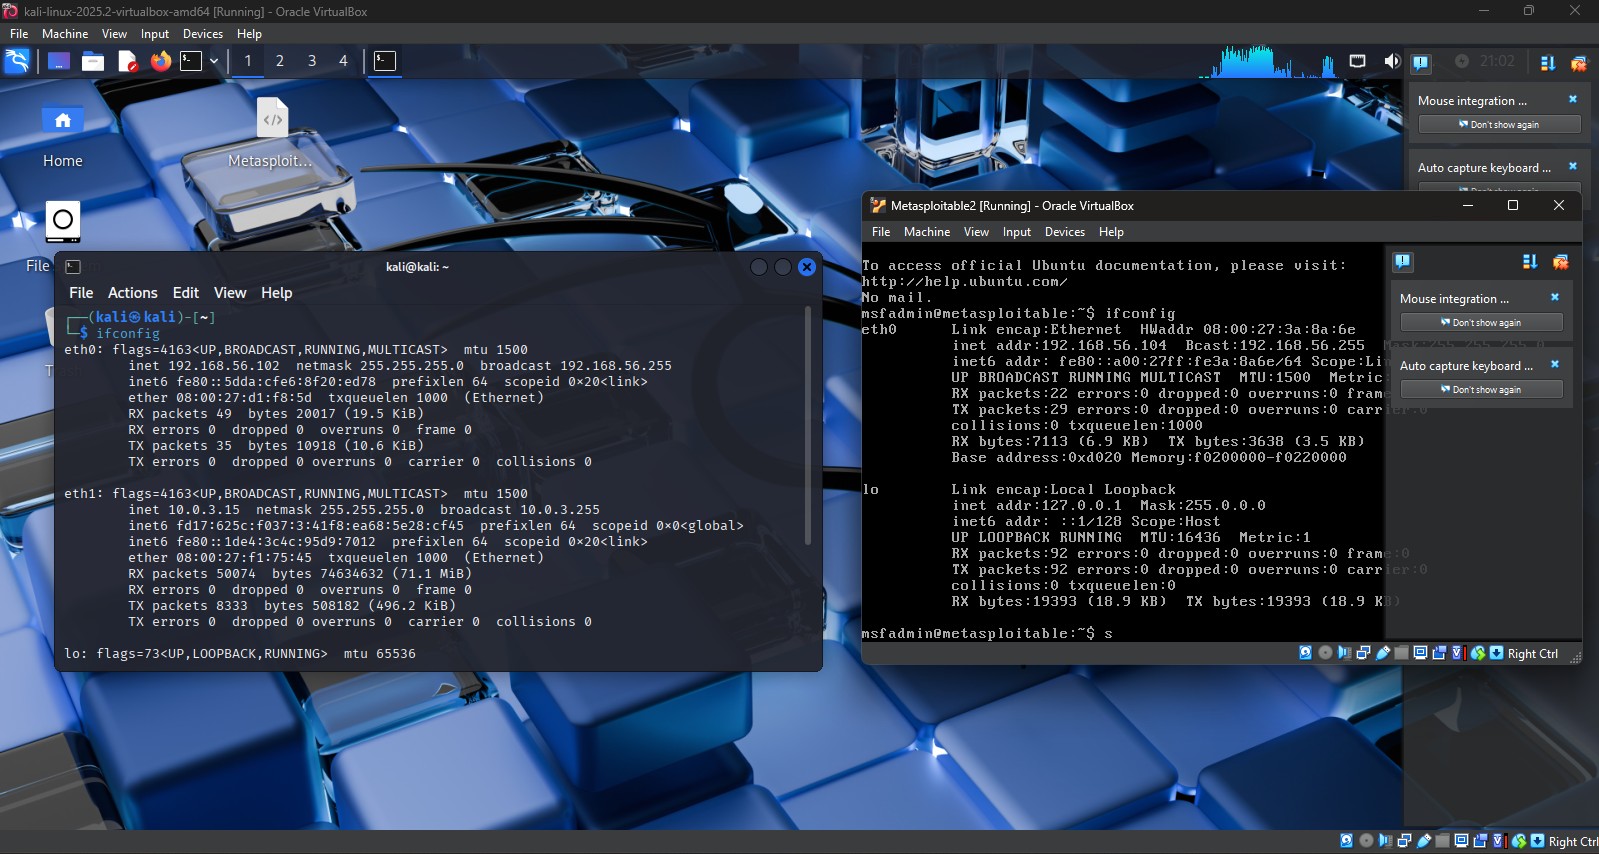 kali-linux-2025.2-virtualbox-amd64 [Running] - Oracle VirtualBox
File Machine View Input Devices Help
1 2 3 4
21:02
Home
Metasploit...
File
Mouse integration ...
Don't show again
Auto capture keyboard ...
kali@kali: ~
File Actions Edit View Help
┌──(kali㉿kali)-[~]
└─$ ifconfig
eth0: flags=4163<UP,BROADCAST,RUNNING,MULTICAST> mtu 1500
inet 192.168.56.102 netmask 255.255.255.0 broadcast 192.168.56.255
inet6 fe80::5dda:cfe6:8f20:ed78 prefixlen 64 scopeid 0×20<link>
ether 08:00:27:d1:f8:5d txqueuelen 1000 (Ethernet)
RX packets 49 bytes 20017 (19.5 KiB)
RX errors 0 dropped 0 overruns 0 frame 0
TX packets 35 bytes 10918 (10.6 KiB)
TX errors 0 dropped 0 overruns 0 carrier 0 collisions 0
eth1: flags=4163<UP,BROADCAST,RUNNING,MULTICAST> mtu 1500
inet 10.0.3.15 netmask 255.255.255.0 broadcast 10.0.3.255
inet6 fd17:625c:f037:3:41f8:ea68:5e28:cf45 prefixlen 64 scopeid 0×0<global>
inet6 fe80::1de4:3c4c:95d9:7012 prefixlen 64 scopeid 0×20<link>
ether 08:00:27:f1:75:45 txqueuelen 1000 (Ethernet)
RX packets 50074 bytes 74634632 (71.1 MiB)
RX errors 0 dropped 0 overruns 0 frame 0
TX packets 8333 bytes 508182 (496.2 KiB)
TX errors 0 dropped 0 overruns 0 carrier 0 collisions 0
lo: flags=73<UP,LOOPBACK,RUNNING> mtu 65536
Metasploitable2 [Running] - Oracle VirtualBox
File Machine View Input Devices Help
To access official Ubuntu documentation, please visit:
http://help.ubuntu.com/
No mail.
msfadmin@metasploitable:~$ ifconfig
eth0 Link encap:Ethernet HWaddr 08:00:27:3a:8a:6e
inet addr:192.168.56.104 Bcast:192.168.56.255 Mask:255.255.255.0
inet6 addr: fe80::a00:27ff:fe3a:8a6e/64 Scope:Lin
UP BROADCAST RUNNING MULTICAST MTU:1500 Metric:
RX packets:22 errors:0 dropped:0 overruns:0 frame
TX packets:29 errors:0 dropped:0 overruns:0 carrier:0
collisions:0 txqueuelen:1000
RX bytes:7113 (6.9 KB) TX bytes:3638 (3.5 KB)
Base address:0xd020 Memory:f0200000-f0220000
lo Link encap:Local Loopback
inet addr:127.0.0.1 Mask:255.0.0.0
inet6 addr: ::1/128 Scope:Host
UP LOOPBACK RUNNING MTU:16436 Metric:1
RX packets:92 errors:0 dropped:0 overruns:0 frame:0
TX packets:92 errors:0 dropped:0 overruns:0 carrier:0
collisions:0 txqueuelen:0
RX bytes:19393 (18.9 KB) TX bytes:19393 (18.9 KB)
msfadmin@metasploitable:~$ s
Mouse integration ...
Don't show again
Auto capture keyboard ...
Don't show again
Right Ctrl
Right Ctrl